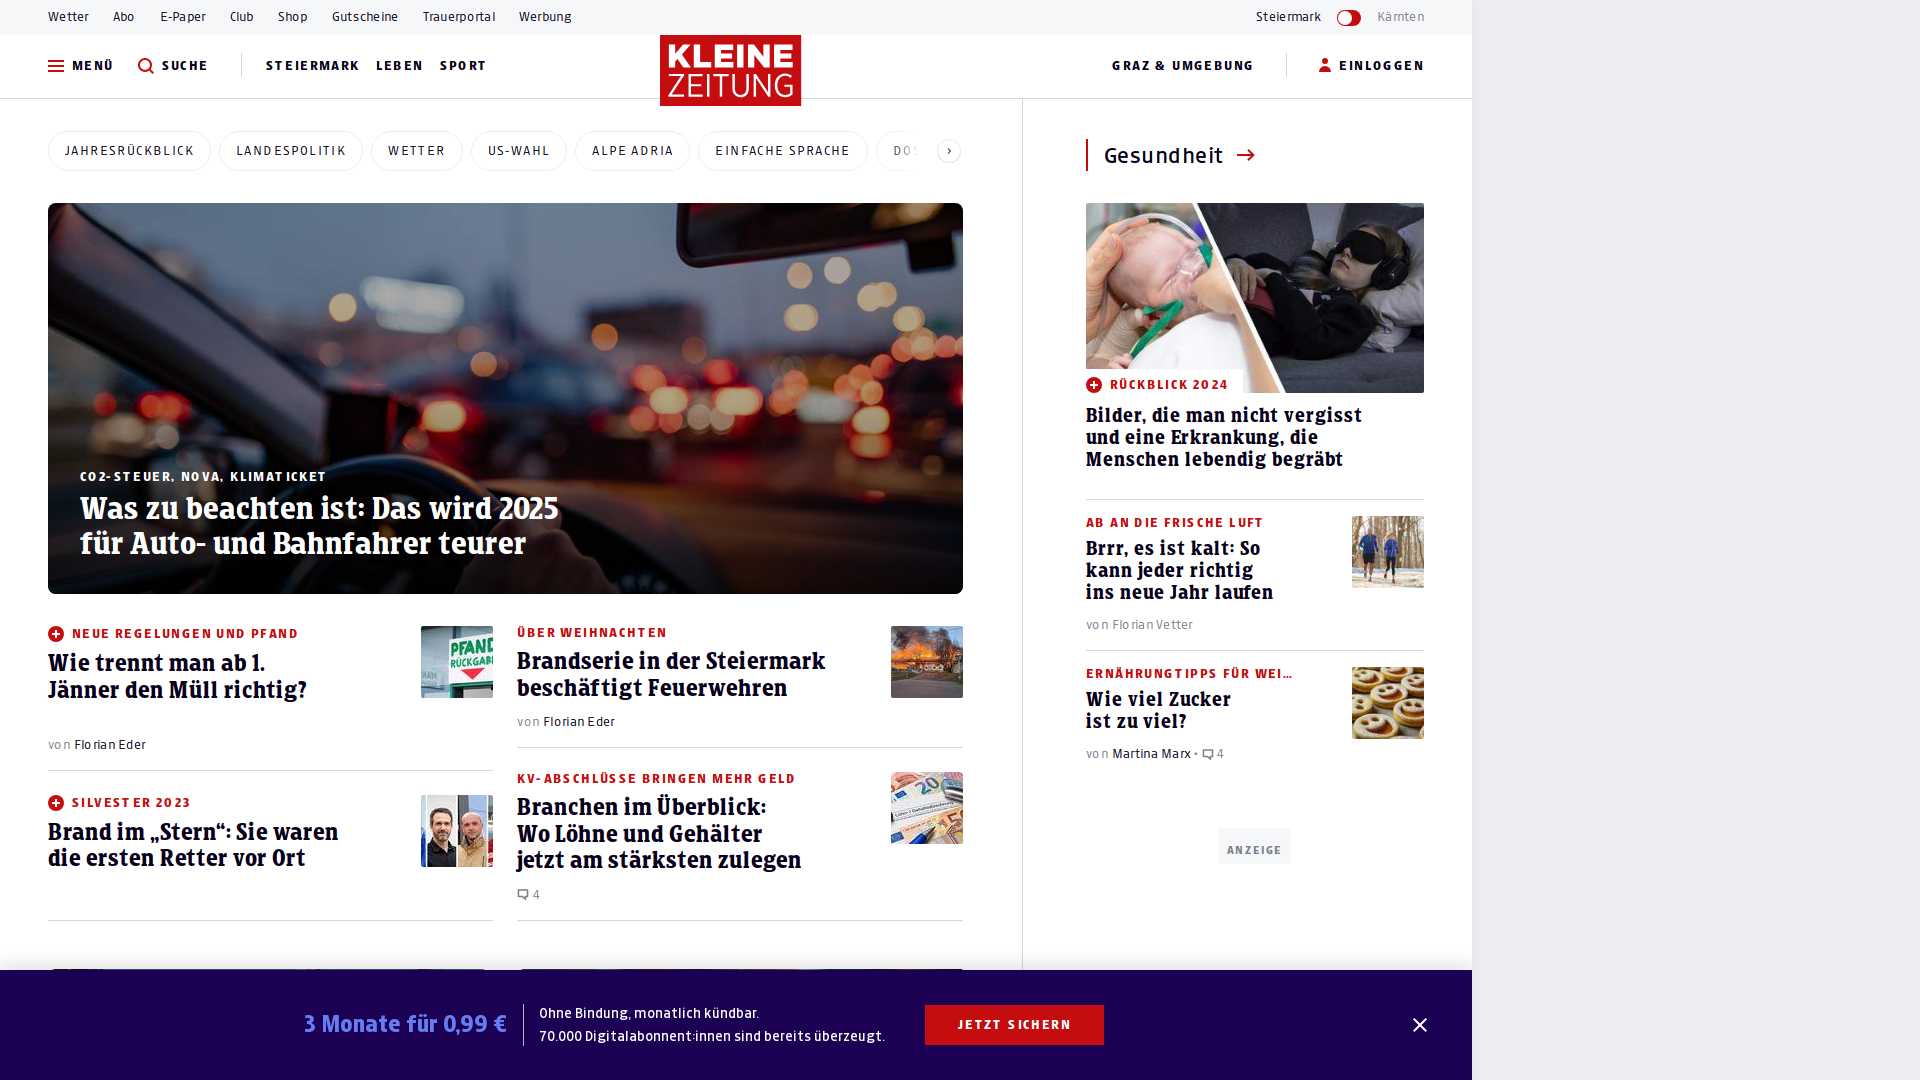 Wetter Abo E-Paper Club Shop Gutscheine Trauerportal Werbung Steiermark Kärnten
MENÜ SUCHE STEIERMARK LEBEN SPORT KLEINE ZEITUNG GRAZ & UMGEBUNG EINLOGGEN
JAHRESRÜCKBLICK LANDESPOLITIK WETTER US-WAHL ALPE ADRIA EINFACHE SPRACHE
CO2-STEUER, NOVA, KLIMATICKET
Was zu beachten ist: Das wird 2025
für Auto- und Bahnfahrer teurer
NEUE REGELUNGEN UND PFAND
Wie trennt man ab 1.
Jänner den Müll richtig?
von Florian Eder
PFAND
RÜCKGABE
SILVESTER 2023
Brand im „Stern“: Sie waren
die ersten Retter vor Ort
ÜBER WEIHNACHTEN
Brandserie in der Steiermark
beschäftigt Feuerwehren
von Florian Eder
KV-ABSCHLÜSSE BRINGEN MEHR GELD
Branchen im Überblick:
Wo Löhne und Gehälter
jetzt am stärksten zulegen
4
Gesundheit
RÜCKBLICK 2024
Bilder, die man nicht vergisst
und eine Erkrankung, die
Menschen lebendig begräbt
AB AN DIE FRISCHE LUFT
Brrr, es ist kalt: So
kann jeder richtig
ins neue Jahr laufen
von Florian Vetter
ERNÄHRUNGTIPPS FÜR WEI...
Wie viel Zucker
ist zu viel?
von Martina Marx • 4
ANZEIGE
3 Monate für 0,99 €
Ohne Bindung, monatlich kündbar.
70.000 Digitalabonnent:innen sind bereits überzeugt.
JETZT SICHERN